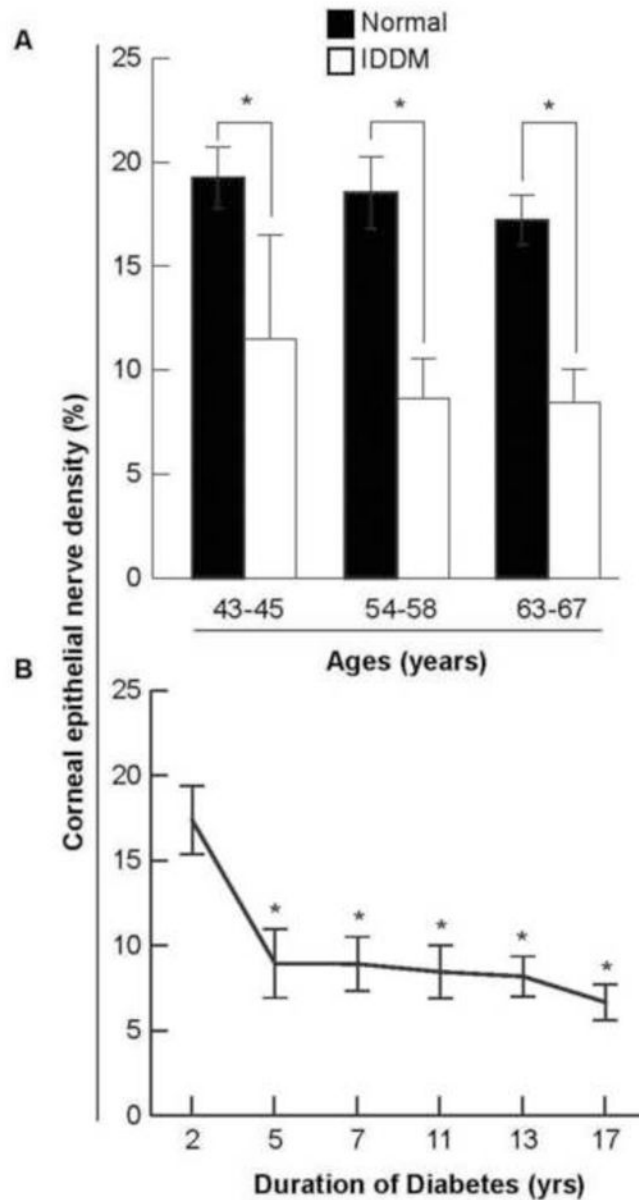 Normal
IDDM
A
25
20
15
10
5
0
* * *
43-45 54-58 63-67
Ages (years)
Corneal epithelial nerve density (%)
B
25
20
15
10
5
0
* * * * *
2 5 7 11 13 17
Duration of Diabetes (yrs)